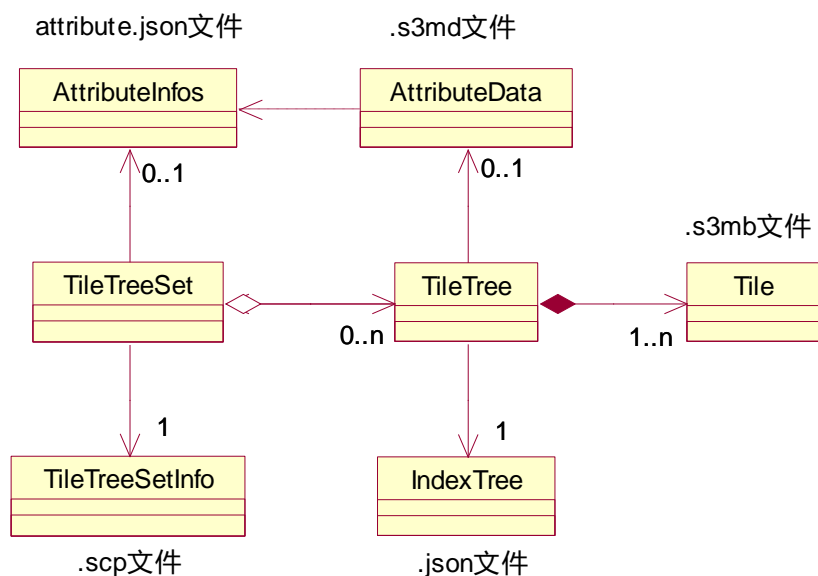 attribute.json文件
.s3md文件
AttributeInfos
AttributeData
0..1
0..1
.s3mb文件
TileTreeSet
TileTree
Tile
0..n
1..n
1
1
TileTreeSetInfo
IndexTree
.scp文件
.json文件